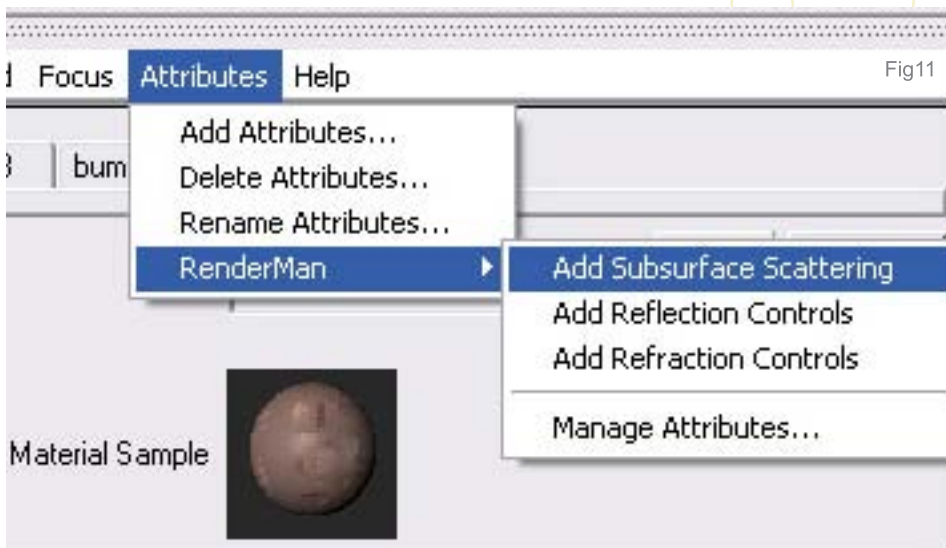 Focus Attributes Help
Fig11
bum
Add Attributes...
Delete Attributes...
Rename Attributes...
RenderMan
Add Subsurface Scattering
Add Reflection Controls
Add Refraction Controls
Manage Attributes...
Material Sample